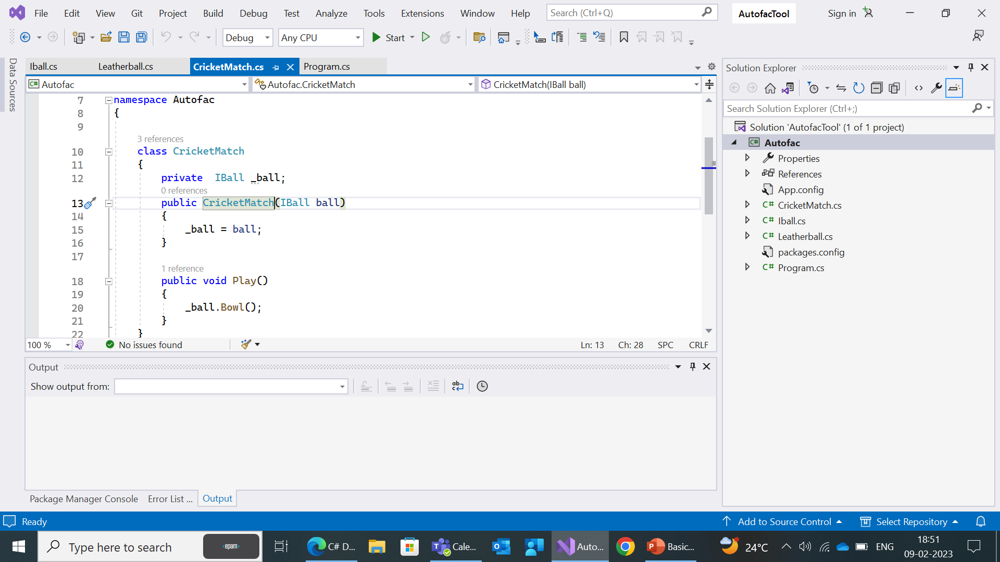 File Edit View Git Project Build Debug Test Analyze Tools Extensions Window Help Search (Ctrl+Q) AutofacTool Sign in
Debug Any CPU Start
Data Sources
Iball.cs Leatherball.cs CricketMatch.cs Program.cs
C# Autofac Autofac.CricketMatch CricketMatch(IBall ball)
7 namespace Autofac
8 {
9
3 references
10 class CricketMatch
11 {
12 private IBall _ball;
0 references
13 public CricketMatch(IBall ball)
14 {
15 _ball = ball;
16 }
17
1 reference
18 public void Play()
19 {
20 _ball.Bowl();
21 }
22 }
100 % No issues found Ln: 13 Ch: 28 SPC CRLF
Output
Show output from:
Package Manager Console Error List ... Output
Solution Explorer
Search Solution Explorer (Ctrl+;)
Solution 'AutofacTool' (1 of 1 project)
C# Autofac
Properties
References
App.config
C# CricketMatch.cs
C# Iball.cs
C# Leatherball.cs
packages.config
C# Program.cs
Ready Add to Source Control Select Repository
Type here to search <epam> C# D... Cale... Auto... Basic... 24°C ENG 18:51
09-02-2023